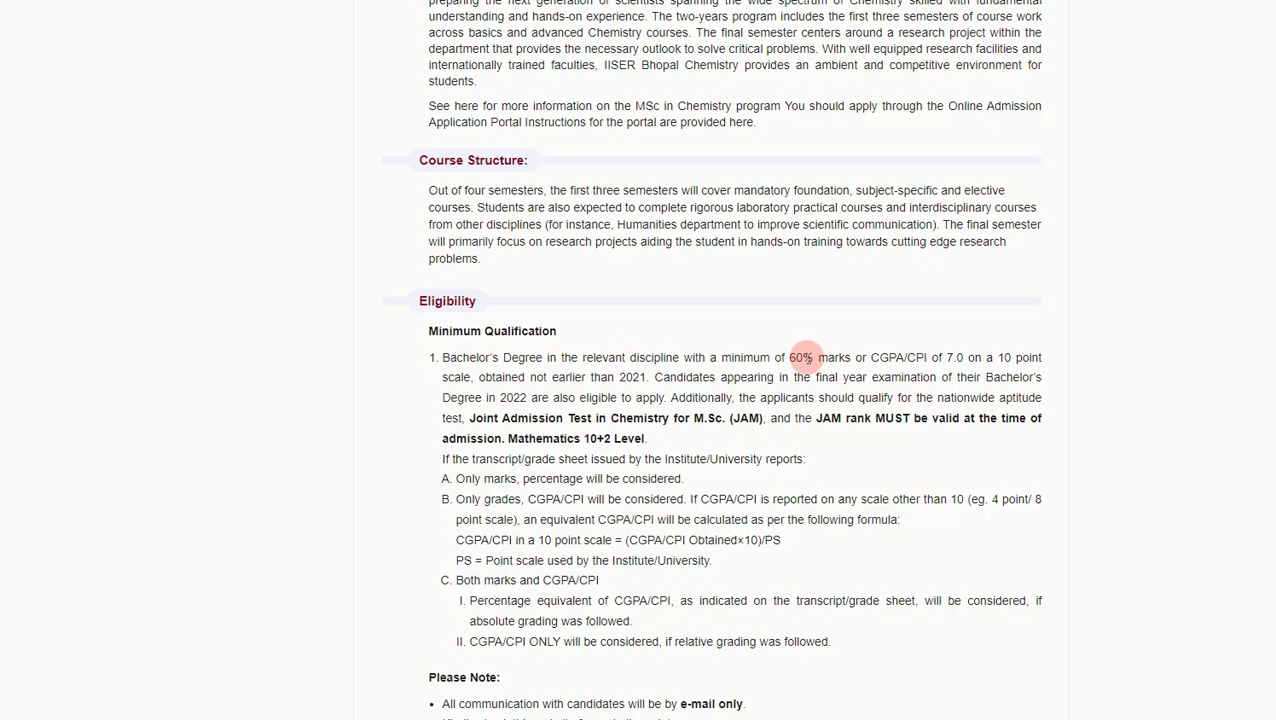 preparing the next generation of scientists spanning the wide spectrum of Chemistry skilled with fundamental
understanding and hands-on experience. The two-years program includes the first three semesters of course work
across basics and advanced Chemistry courses. The final semester centers around a research project within the
department that provides the necessary outlook to solve critical problems. With well equipped research facilities and
internationally trained faculties, IISER Bhopal Chemistry provides an ambient and competitive environment for
students.
See here for more information on the MSc in Chemistry program You should apply through the Online Admission
Application Portal Instructions for the portal are provided here.
Course Structure:
Out of four semesters, the first three semesters will cover mandatory foundation, subject-specific and elective
courses. Students are also expected to complete rigorous laboratory practical courses and interdisciplinary courses
from other disciplines (for instance, Humanities department to improve scientific communication). The final semester
will primarily focus on research projects aiding the student in hands-on training towards cutting edge research
problems.
Eligibility
Minimum Qualification
1. Bachelor's Degree in the relevant discipline with a minimum of 60% marks or CGPA/CPI of 7.0 on a 10 point
scale, obtained not earlier than 2021. Candidates appearing in the final year examination of their Bachelor's
Degree in 2022 are also eligible to apply. Additionally, the applicants should qualify for the nationwide aptitude
test, Joint Admission Test in Chemistry for M.Sc. (JAM), and the JAM rank MUST be valid at the time of
admission. Mathematics 10+2 Level.
If the transcript/grade sheet issued by the Institute/University reports:
A. Only marks, percentage will be considered.
B. Only grades, CGPA/CPI will be considered. If CGPA/CPI is reported on any scale other than 10 (eg. 4 point/ 8
point scale), an equivalent CGPA/CPI will be calculated as per the following formula:
CGPA/CPI in a 10 point scale = (CGPA/CPI Obtained×10)/PS
PS = Point scale used by the Institute/University.
C. Both marks and CGPA/CPI
I. Percentage equivalent of CGPA/CPI, as indicated on the transcript/grade sheet, will be considered, if
absolute grading was followed.
II. CGPA/CPI ONLY will be considered, if relative grading was followed.
Please Note:
• All communication with candidates will be by e-mail only.